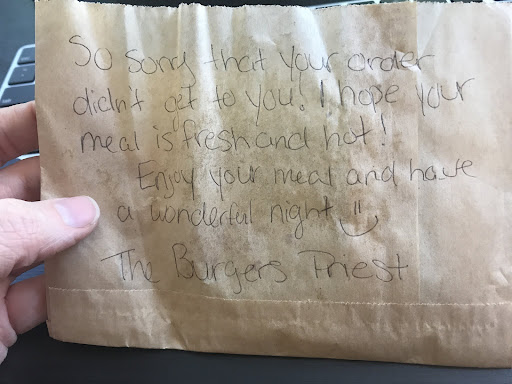 So sorry that your order
didn't get to you! I hope your
meal is fresh and hot!
Enjoy your meal and have
a wonderful night
The Burgers Priest